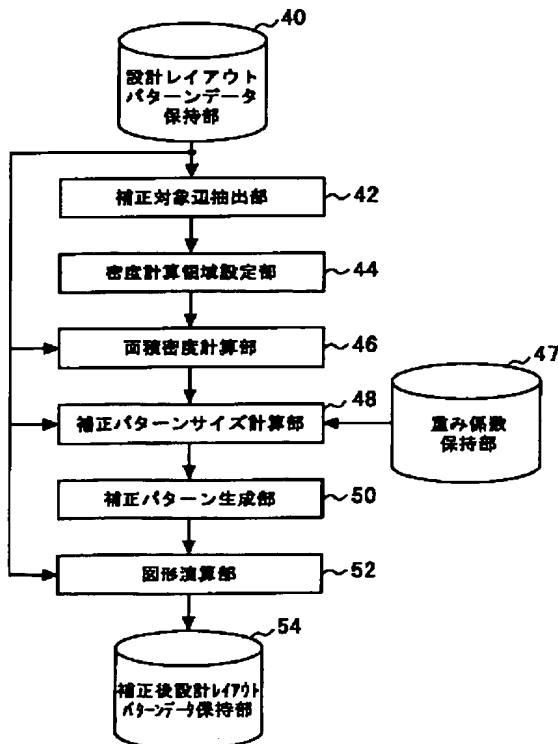 40
設計レイアウト
パターンデータ
保持部
補正対象辺抽出部
42
密度計算領域設定部
44
面積密度計算部
46
47
48
補正パターンサイズ計算部
重み係数
保持部
補正パターン生成部
50
図形演算部
52
54
補正後設計レイアウト
パターンデータ保持部